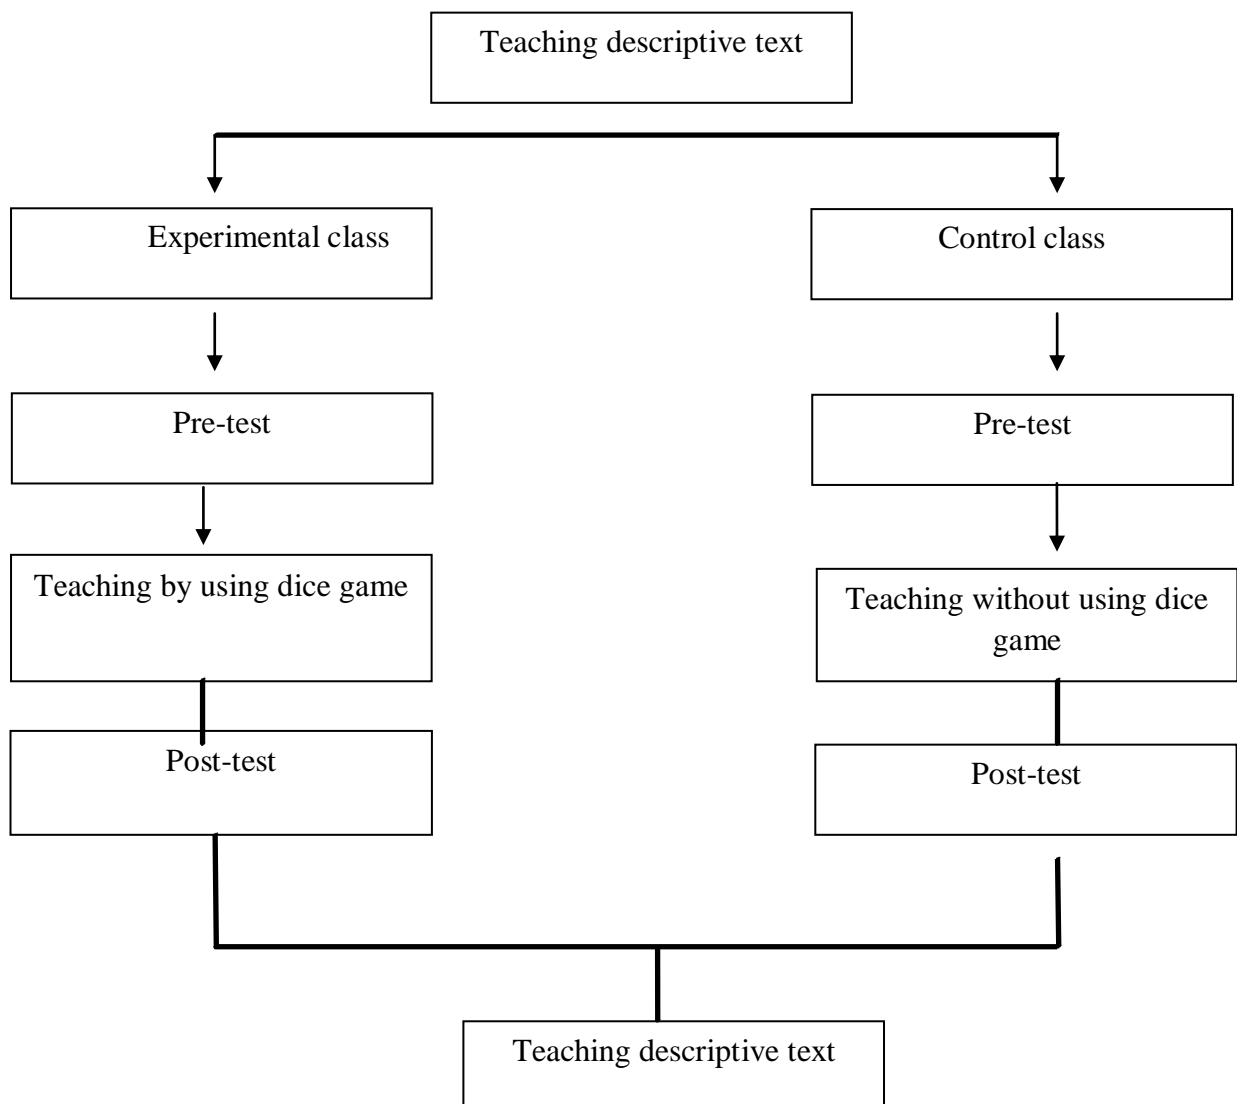 Teaching descriptive text
Experimental class
Control class
Pre-test
Pre-test
Teaching by using dice game
Teaching without using dice
game
Post-test
Post-test
Teaching descriptive text